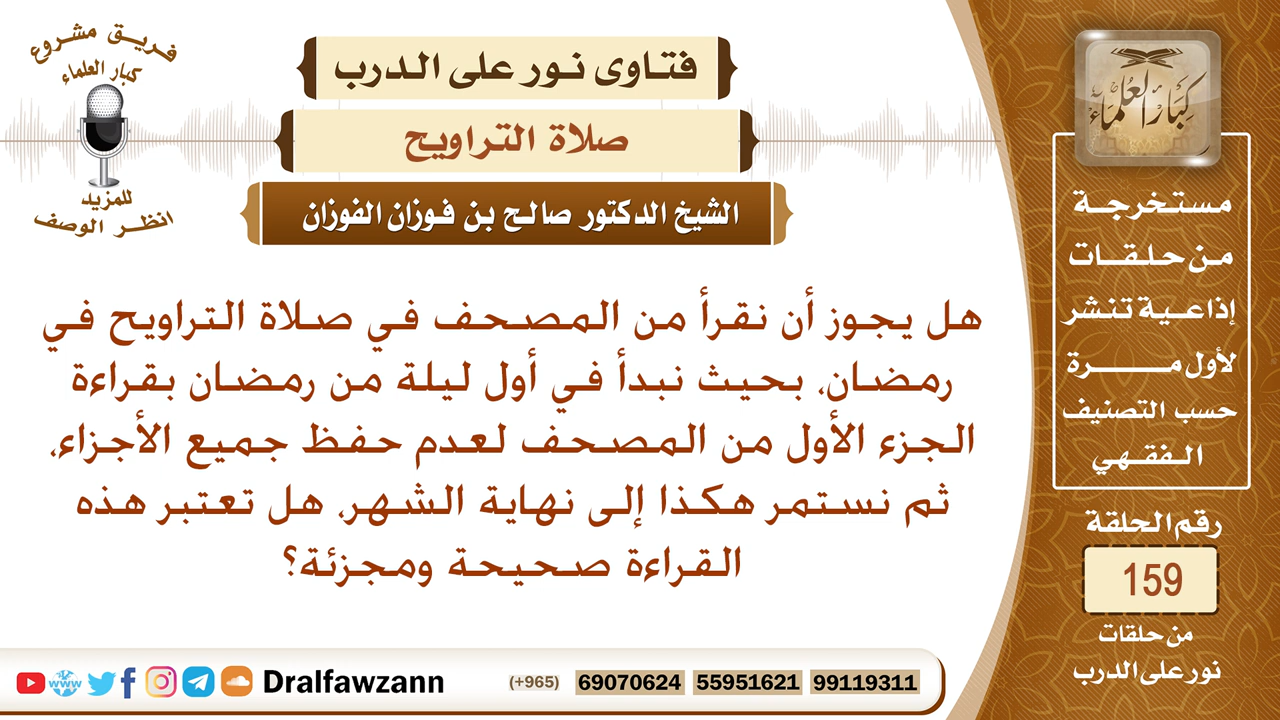 فريق مشروع
كبار العلماء
للمزيد
انظر الوصف
فتاوى نور على الدرب
صلاة التراويح
الشيخ الدكتور صالح بن فوزان الفوزان
هل يجوز أن نقرأ من المصحف في صلاة التراويح في
رمضان، بحيث نبدأ في أول ليلة من رمضان بقراءة
الجزء الأول من المصحف لعدم حفظ جميع الأجزاء،
ثم نستمر هكذا إلى نهاية الشهر، هل تعتبر هذه
القراءة صحيحة ومجزئة؟
كبار العلماء
مستخرجة
من حلقات
إذاعية تنشر
لأول مرة
حسب التصنيف
الفقهي
رقم الحلقة
159
من حلقات
نور على الدرب
www Dralfawzann (+965) 69070624 55951621 99119311